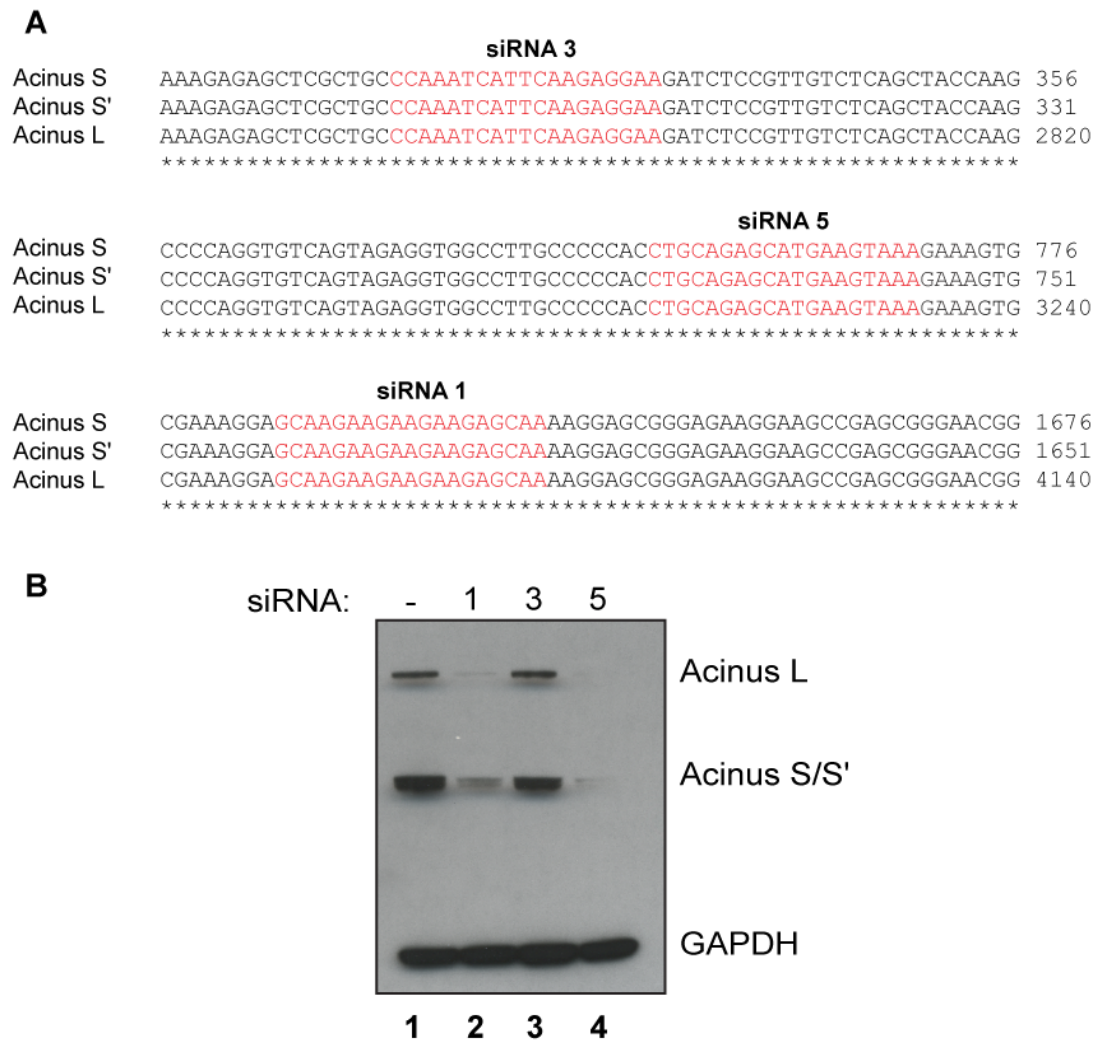 A
siRNA 3
Acinus S AAAGAGAGCTCGCTGCCCAAATCATTCAAGAGGAAGATCTCCGTTGTCTCAGCTACCAAG 356
Acinus S' AAAGAGAGCTCGCTGCCCAAATCATTCAAGAGGAAGATCTCCGTTGTCTCAGCTACCAAG 331
Acinus L AAAGAGAGCTCGCTGCCCAAATCATTCAAGAGGAAGATCTCCGTTGTCTCAGCTACCAAG 2820
************************************************************
siRNA 5
Acinus S CCCCAGGTGTCAGTAGAGGTGGCCTTGCCCCCACCTGCAGAGCATGAAGTAAAGAAAGTG 776
Acinus S' CCCCAGGTGTCAGTAGAGGTGGCCTTGCCCCCACCTGCAGAGCATGAAGTAAAGAAAGTG 751
Acinus L CCCCAGGTGTCAGTAGAGGTGGCCTTGCCCCCACCTGCAGAGCATGAAGTAAAGAAAGTG 3240
************************************************************
siRNA 1
Acinus S CGAAAGGAGCAAGAAGAAGAAGAGCAAAAGGAGCGGGAGAAGGAAGCCGAGCGGGAACGG 1676
Acinus S' CGAAAGGAGCAAGAAGAAGAAGAGCAAAAGGAGCGGGAGAAGGAAGCCGAGCGGGAACGG 1651
Acinus L CGAAAGGAGCAAGAAGAAGAAGAGCAAAAGGAGCGGGAGAAGGAAGCCGAGCGGGAACGG 4140
************************************************************
B
siRNA: - 1 3 5
Acinus L
Acinus S/S'
GAPDH
1 2 3 4